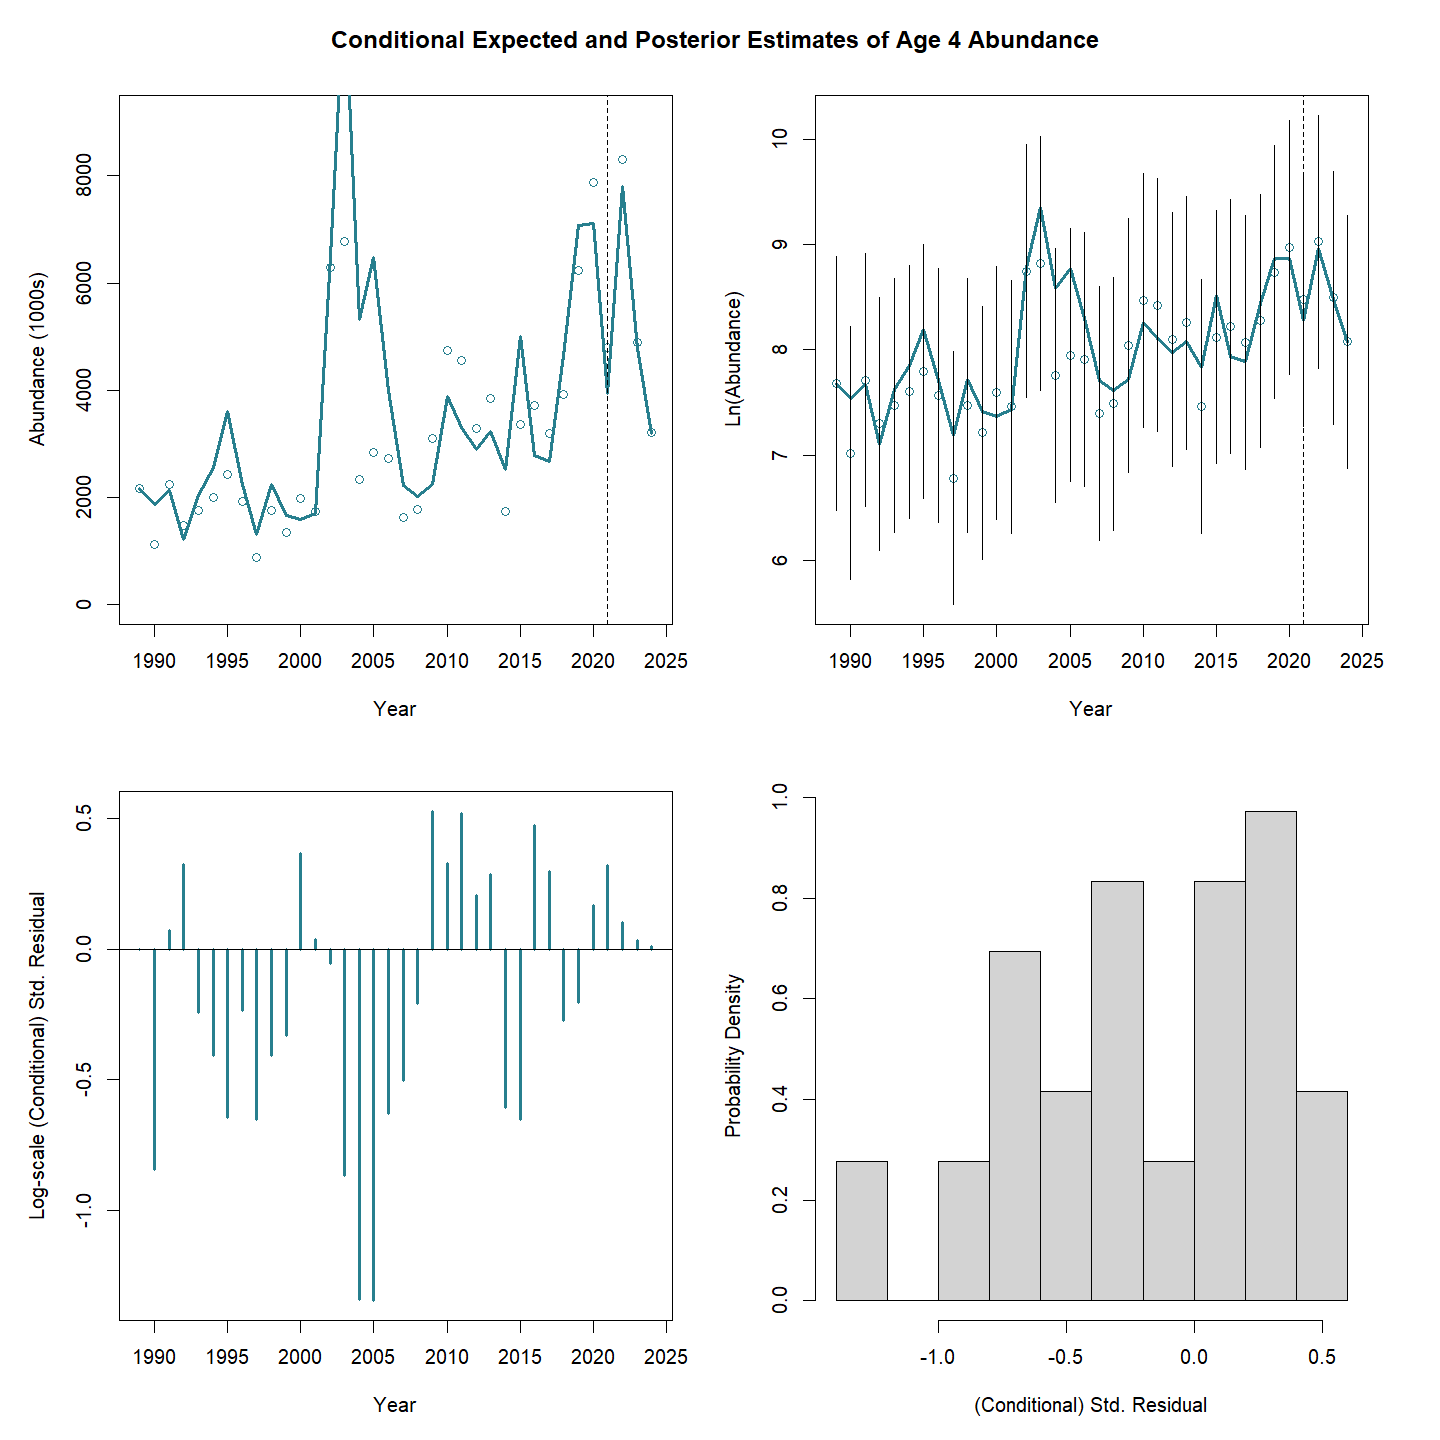 Conditional Expected and Posterior Estimates of Age 4 Abundance
Abundance (1000s)
0 2000 4000 6000 8000
1990 1995 2000 2005 2010 2015 2020 2025
Year
Ln(Abundance)
6 7 8 9 10
1990 1995 2000 2005 2010 2015 2020 2025
Year
Log-scale (Conditional) Std. Residual
-1.0 -0.5 0.0 0.5
1990 1995 2000 2005 2010 2015 2020 2025
Year
Probability Density
0.0 0.2 0.4 0.6 0.8 1.0
-1.0 -0.5 0.0 0.5
(Conditional) Std. Residual